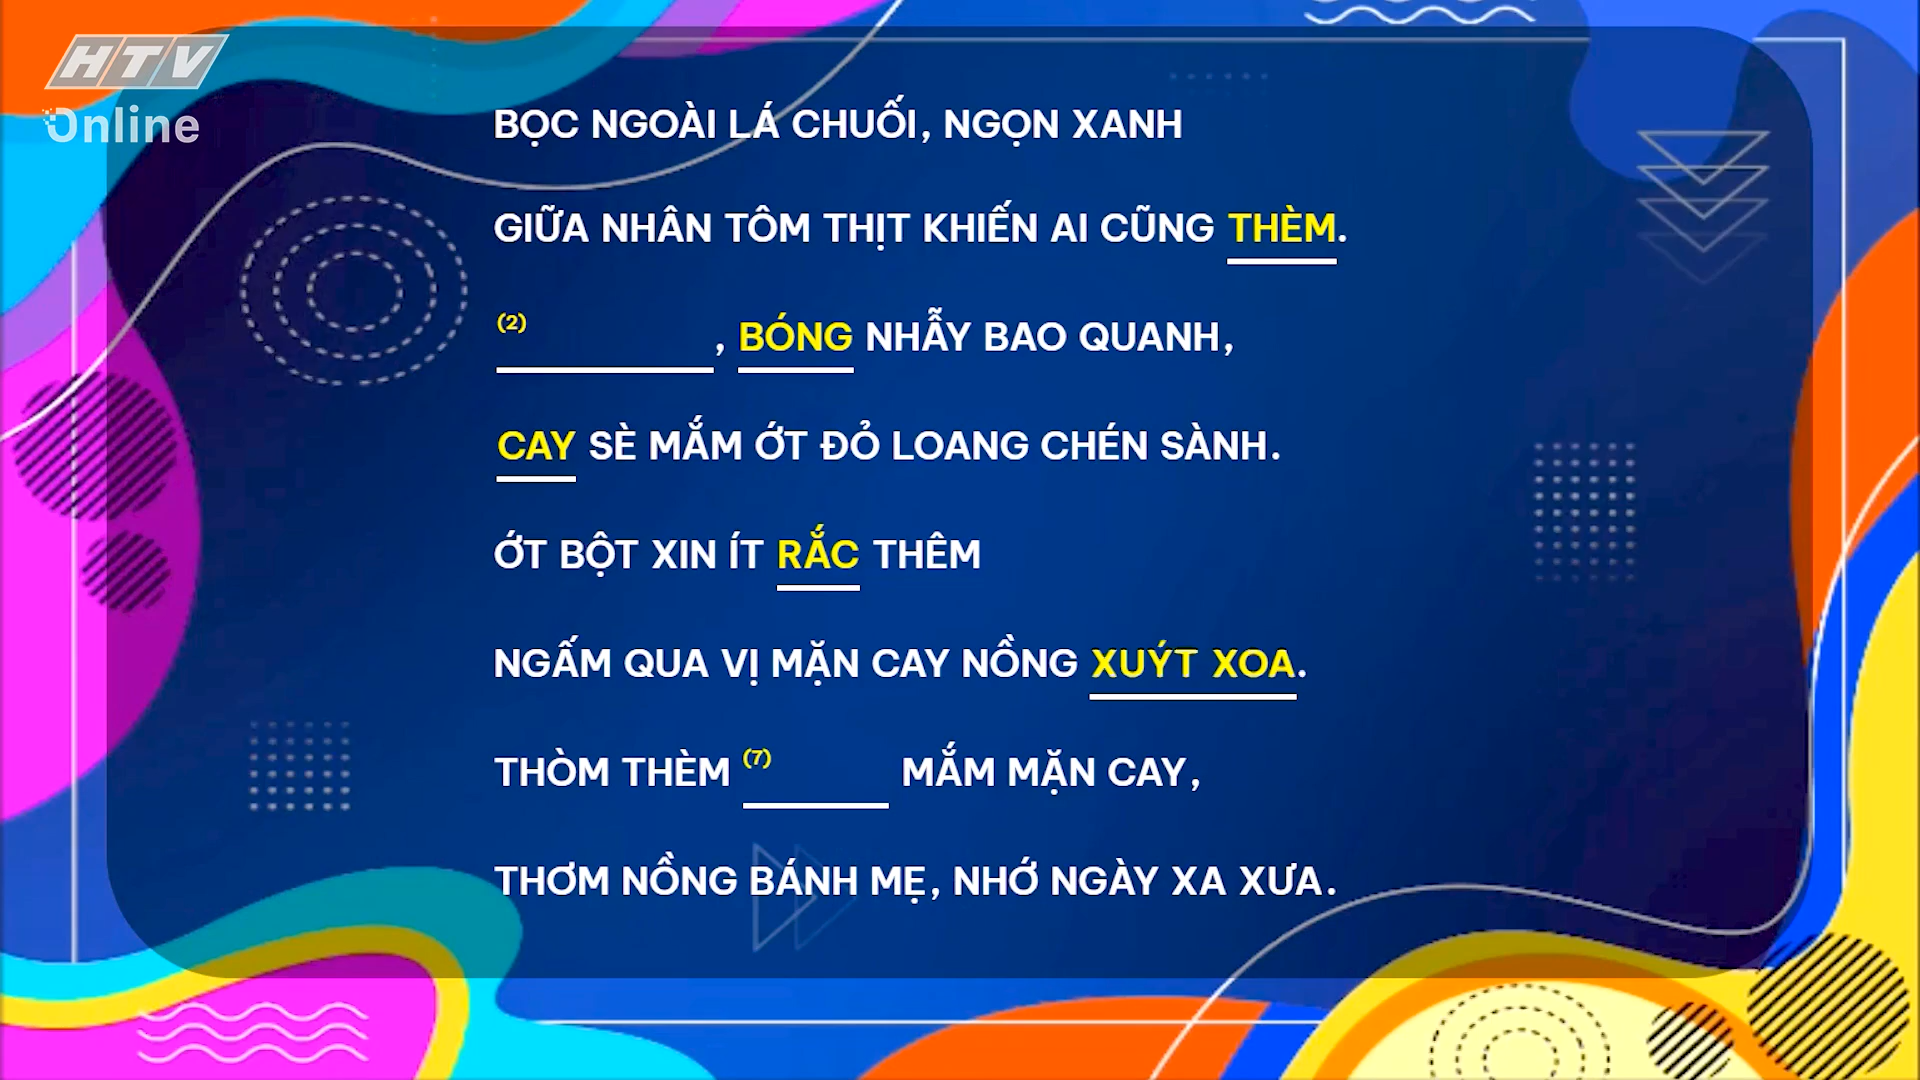 HTV
Online
BỌC NGOÀI LÁ CHUỐI, NGỌN XANH
GIỮA NHÂN TÔM THỊT KHIẾN AI CŨNG THÈM.
(2) , BÓNG NHẪY BAO QUANH,
CAY SÈ MẮM ỚT ĐỎ LOANG CHÉN SÀNH.
ỚT BỘT XIN ÍT RẮC THÊM
NGẤM QUA VỊ MẶN CAY NỒNG XUÝT XOA.
THÒM THÈM (7) MẮM MẶN CAY,
THƠM NỒNG BÁNH MẸ, NHỚ NGÀY XA XƯA.